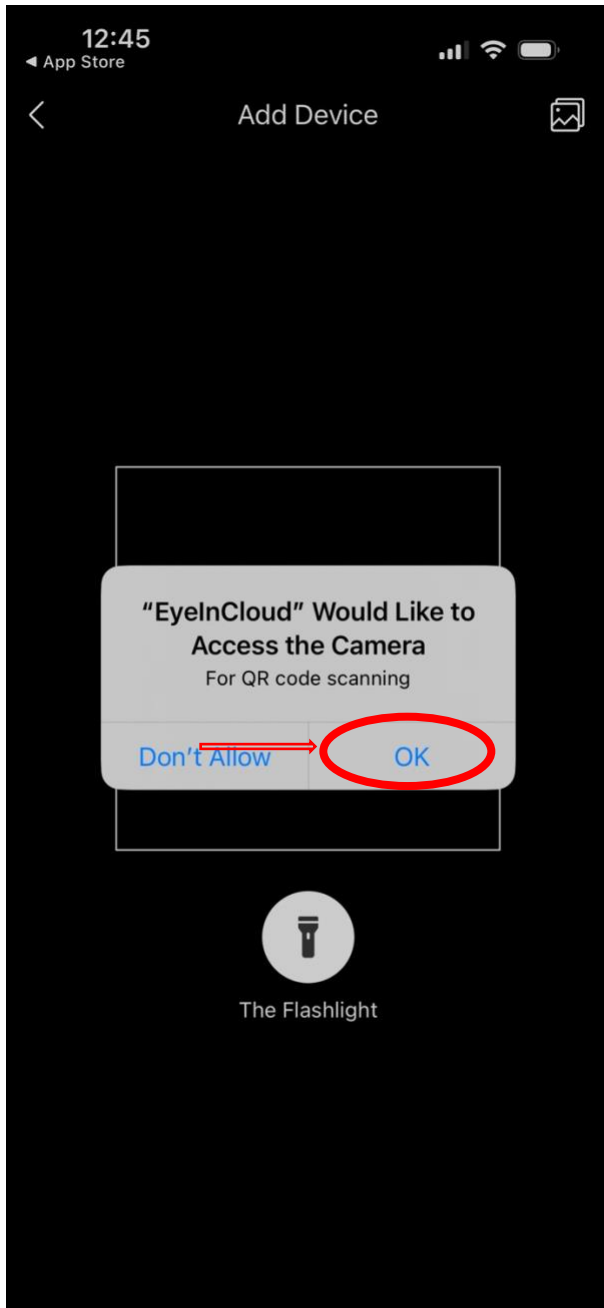 12:45
◀ App Store
Add Device
“EyeInCloud” Would Like to
Access the Camera
For QR code scanning
Don’t Allow
OK
The Flashlight